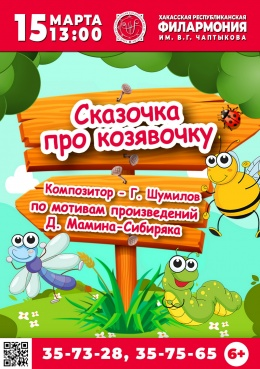 15 МАРТА
13:00
ХАКАССКАЯ РЕСПУБЛИКАНСКАЯ
ФИЛАРМОНИЯ
ИМ. В.Г. ЧАПТЫКОВА
Сказочка
про козявочку
Композитор - Г. Шумилов
по мотивам произведений
Д. Мамина-Сибиряка
35-73-28, 35-75-65
6+